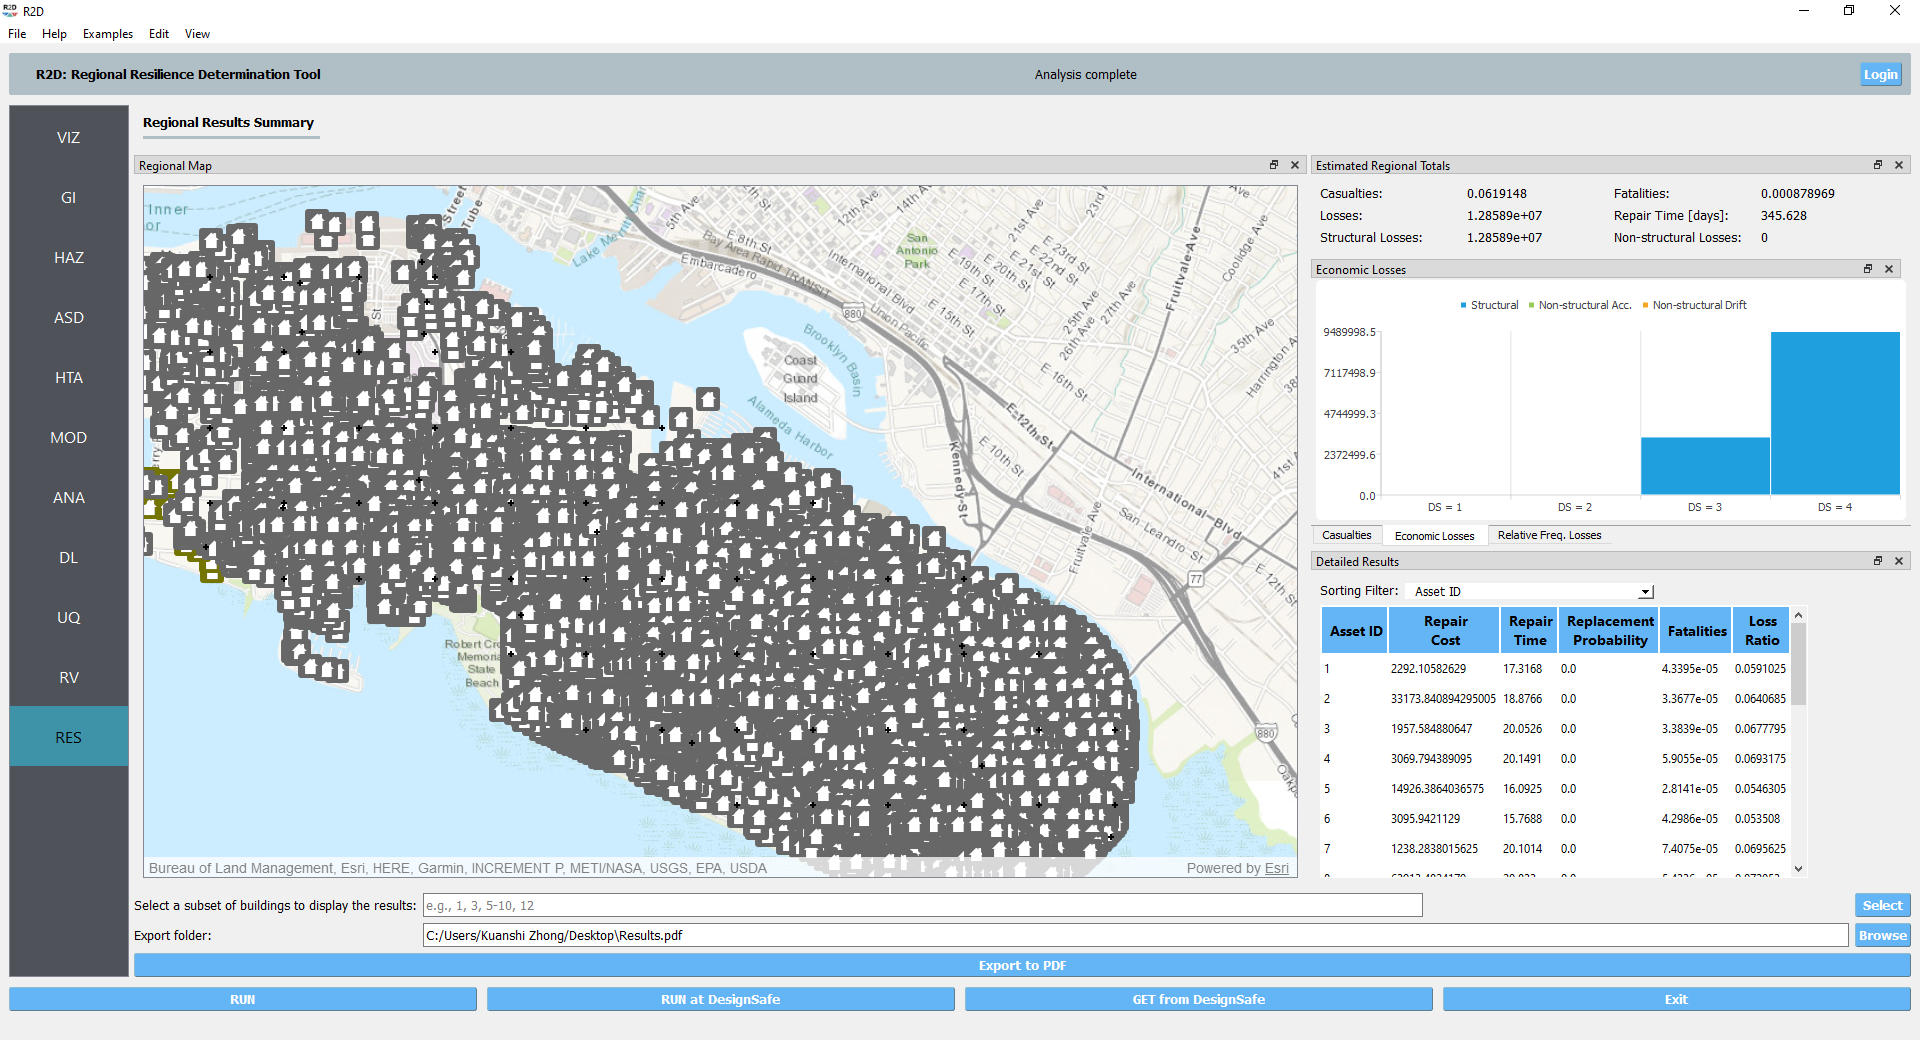 R2D
File Help Examples Edit View
R2D: Regional Resilience Determination Tool
Analysis complete
Login
VIZ
GI
HAZ
ASD
HTA
MOD
ANA
DL
UQ
RV
RES
Regional Results Summary
Regional Map
Inner
or
Street
Tube
Lake Merritt
5th Ave
E 8th St
Bay Area Rapid TRANSIT
Embarcadero
12th Ave
14th Ave
San
Antonio
Park
International Blvd
Union Pacific
880
E 15th St
E 17th St
E 19th St
E 20th St
E 21st St
E 22nd St
E 23rd St
21st Ave
23rd
25th Ave
26th Ave
27th Ave
E 16th St
Fruitvale Ave
Coolidge Ave
35th Ave
Harrington
38
Brooklyn Basin
Coast
Guard
Island
Alameda Harbor
E 12th St
E 10th St
Kennedy St
International Blvd
41st
San Leandro St
Fruitvale Ave
77
E 12th St
880
Robert Cro
Memoria
State
Beach
Bureau of Land Management, Esri, HERE, Garmin, INCREMENT P, METI/NASA, USGS, EPA, USDA
Powered by Esri
Estimated Regional Totals
Casualties: 0.0619148 Fatalities: 0.000878969
Losses: 1.28589e+07 Repair Time [days]: 345.628
Structural Losses: 1.28589e+07 Non-structural Losses: 0
Economic Losses
Structural Non-structural Acc. Non-structural Drift
9489998.5
7117498.9
4744999.3
2372499.6
0.0
DS = 1 DS = 2 DS = 3 DS = 4
Casualties Economic Losses Relative Freq. Losses
Detailed Results
Sorting Filter: Asset ID
Asset ID Repair Cost Repair Time Replacement Probability Fatalities Loss Ratio
1 2292.10582629 17.3168 0.0 4.3395e-05 0.0591025
2 33173.840894295005 18.8766 0.0 3.3677e-05 0.0640685
3 1957.584880647 20.0526 0.0 3.3839e-05 0.0677795
4 3069.794389095 20.1491 0.0 5.9055e-05 0.0693175
5 14926.3864036575 16.0925 0.0 2.8141e-05 0.0546305
6 3095.9421129 15.7688 0.0 4.2986e-05 0.053508
7 1238.2838015625 20.1014 0.0 7.4075e-05 0.0695625
Select a subset of buildings to display the results: e.g., 1, 3, 5-10, 12
Select
Export folder: C:/Users/Kuanshi Zhong/Desktop\Results.pdf
Browse
Export to PDF
RUN
RUN at DesignSafe
GET from DesignSafe
Exit